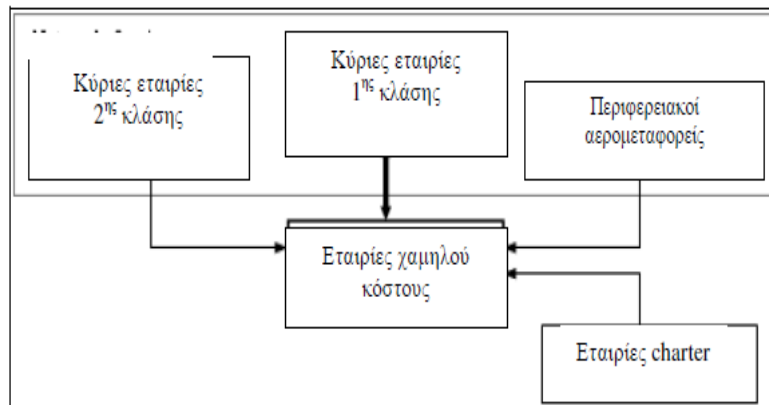 Κύριες εταιρίες
2ης κλάσης
Κύριες εταιρίες
1ης κλάσης
Περιφερειακοί
αερομεταφορείς
Εταιρίες χαμηλού
κόστους
Εταιρίες charter